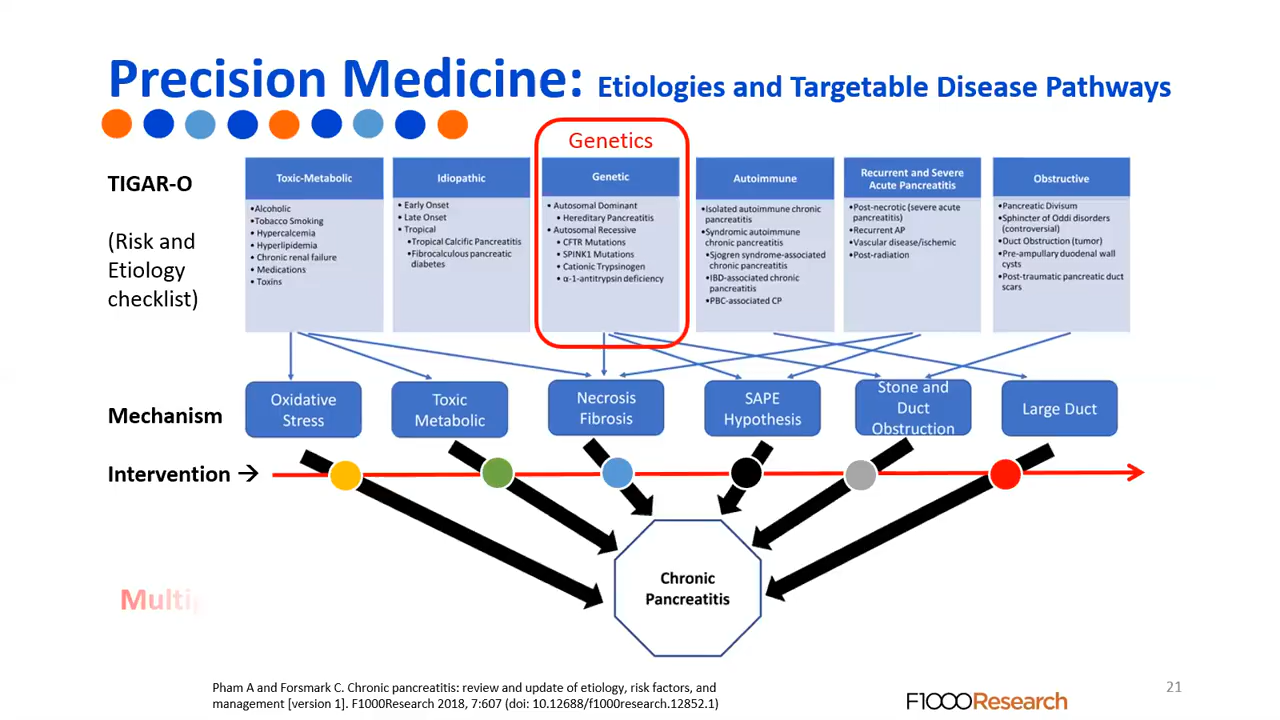 Precision Medicine: Etiologies and Targetable Disease Pathways
Genetics
TIGAR-O
(Risk and
Etiology
checklist)
Toxic-Metabolic
•Alcoholic
•Tobacco Smoking
•Hypercalcemia
•Hyperlipidemia
•Chronic renal failure
•Medications
•Toxins
Idiopathic
•Early Onset
•Late Onset
•Tropical
•Tropical Calcific Pancreatitis
•Fibrocalculous pancreatic
diabetes
Genetic
•Autosomal Dominant
•Hereditary Pancreatitis
•Autosomal Recessive
•CFTR Mutations
•SPINK1 Mutations
•Cationic Trypsinogen
•α-1-antitrypsin deficiency
Autoimmune
•Isolated autoimmune chronic
pancreatitis
•Syndromic autoimmune
chronic pancreatitis
•Sjogren syndrome-associated
chronic pancreatitis
•IBD-associated chronic
pancreatitis
•PBC-associated CP
Recurrent and Severe
Acute Pancreatitis
•Post-necrotic (severe acute
pancreatitis)
•Recurrent AP
•Vascular disease/ischemic
•Post-radiation
Obstructive
•Pancreatic Divisum
•Sphincter of Oddi disorders
(controversial)
•Duct Obstruction (tumor)
•Pre-ampullary duodenal wall
cysts
•Post-traumatic pancreatic duct
scars
Mechanism
Oxidative
Stress
Toxic
Metabolic
Necrosis
Fibrosis
SAPE
Hypothesis
Stone and
Duct
Obstruction
Large Duct
Intervention →
Chronic
Pancreatitis
Pham A and Forsmark C. Chronic pancreatitis: review and update of etiology, risk factors, and
management [version 1]. F1000Research 2018, 7:607 (doi: 10.12688/f1000research.12852.1)
F1000Research
21